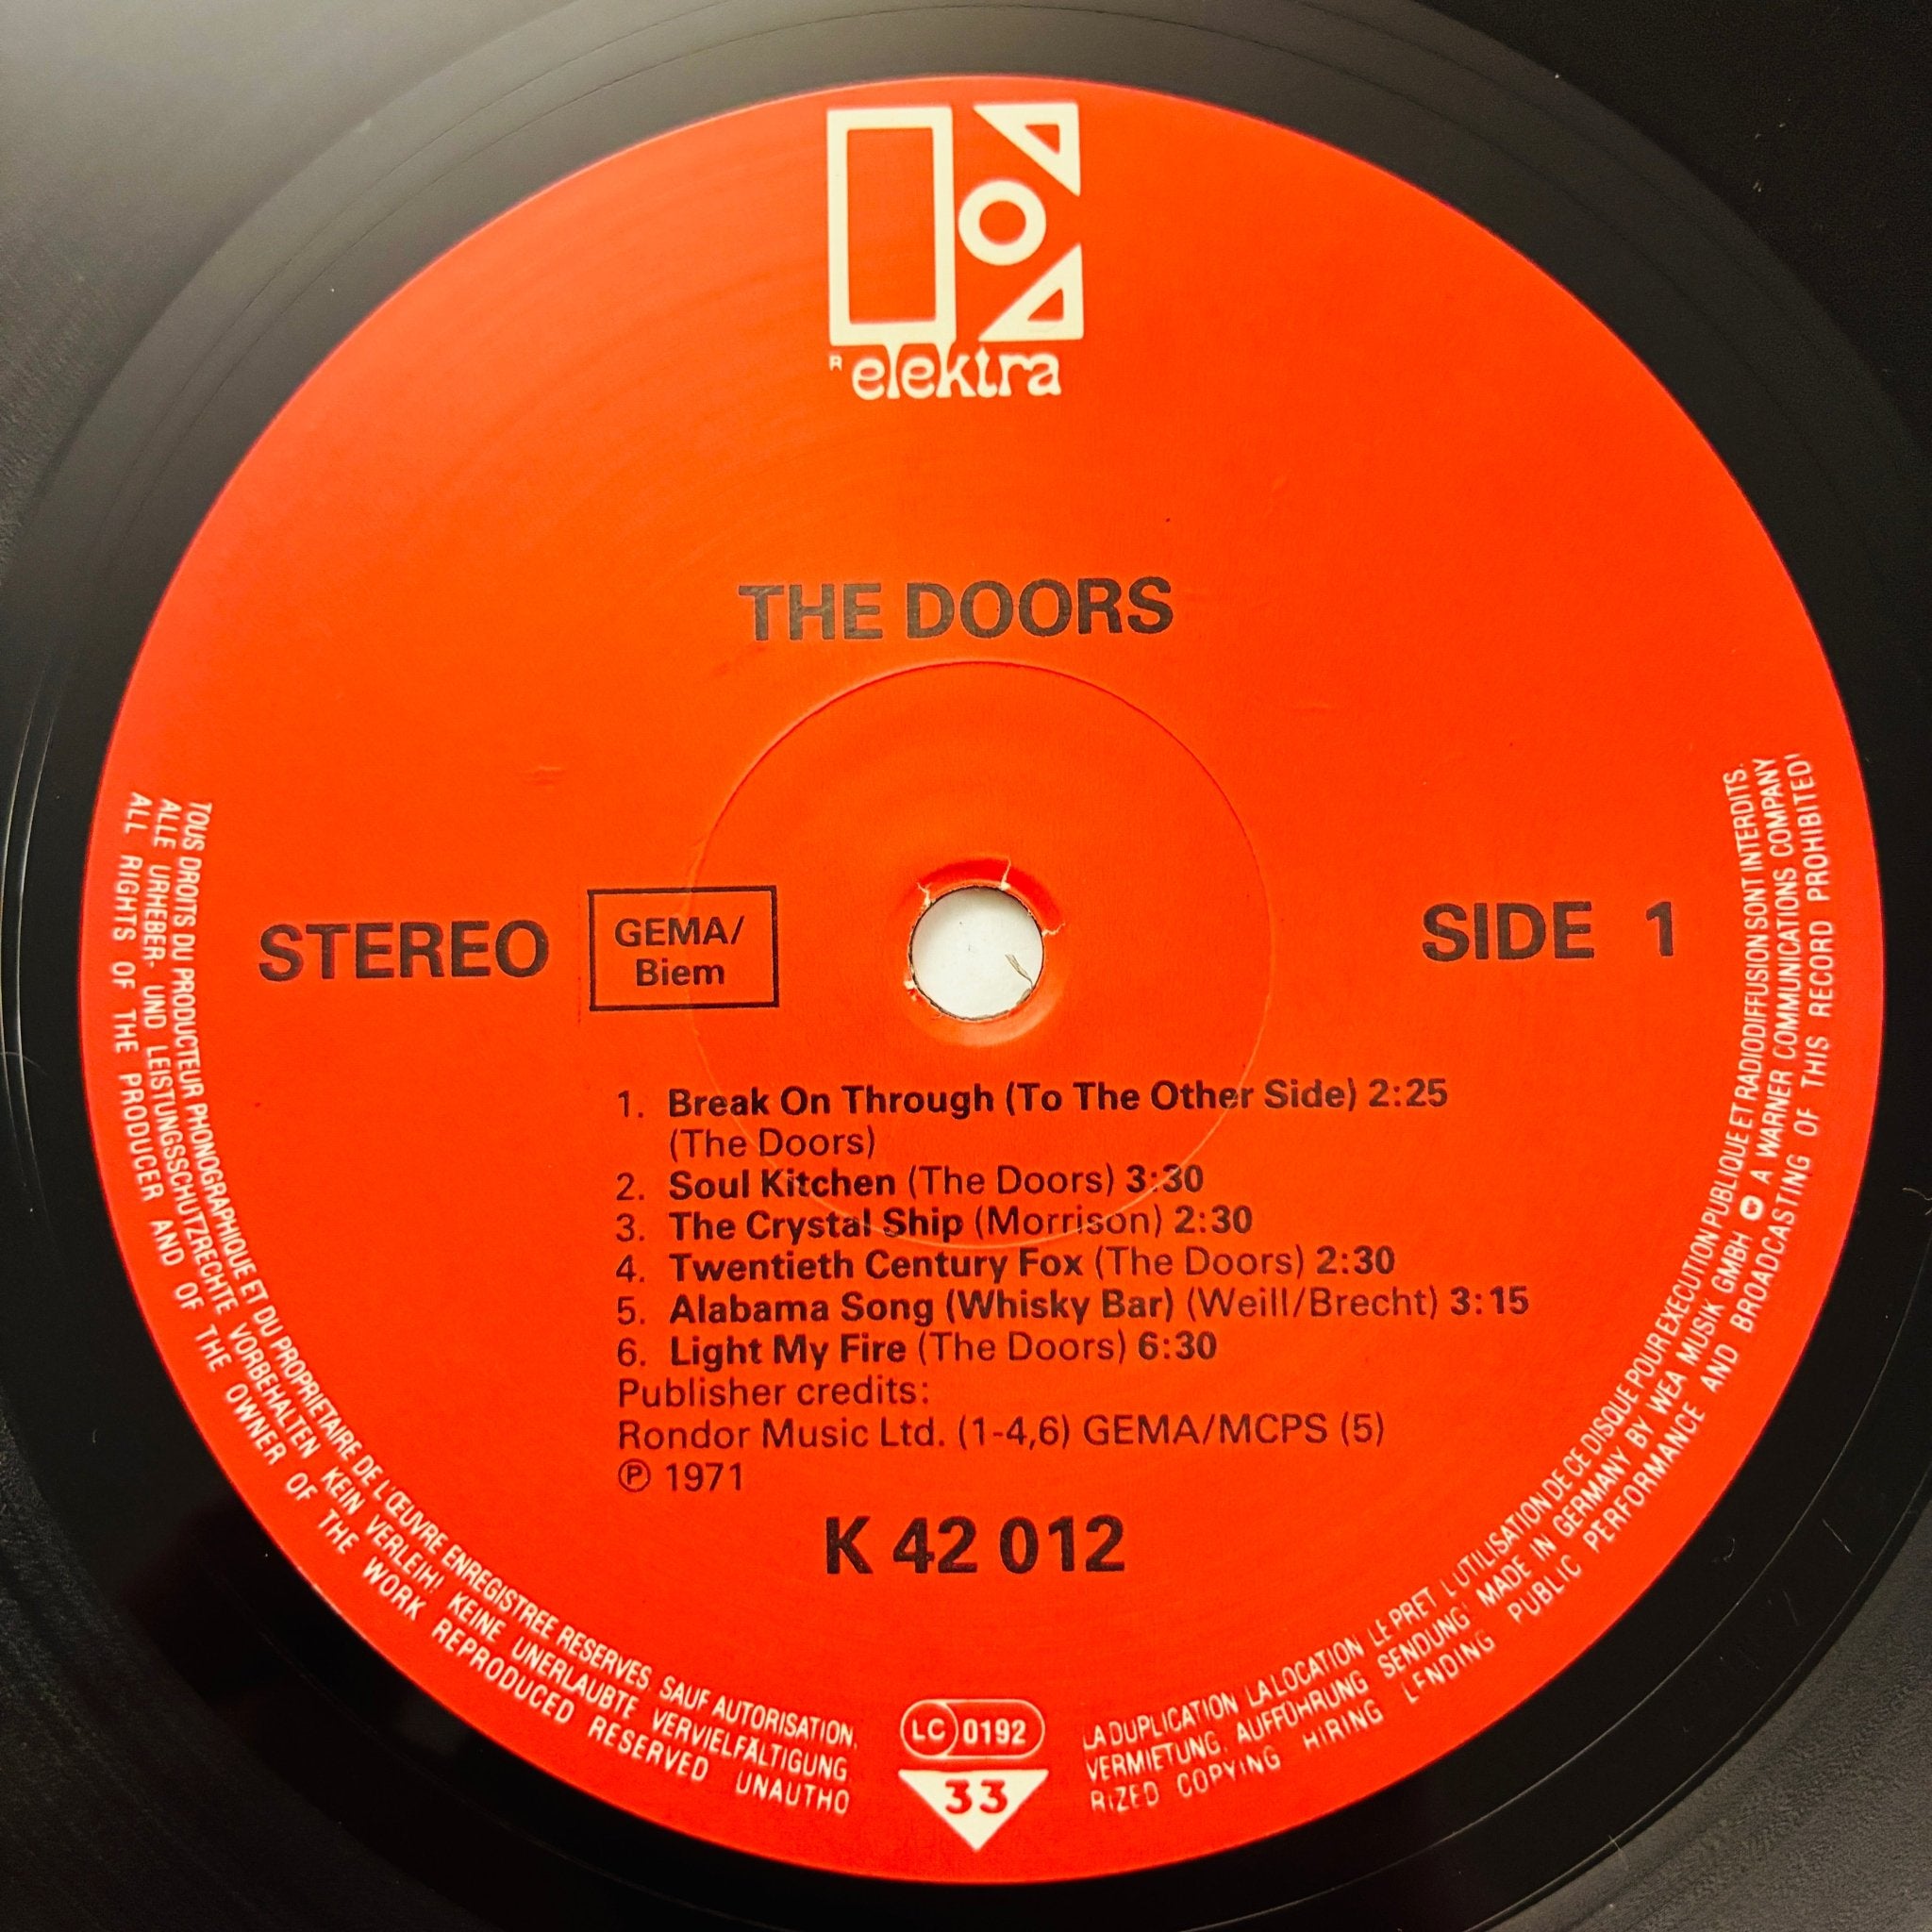 R elektra
THE DOORS
STEREO
GEMA/
Biem
SIDE 1
1. Break On Through (To The Other Side) 2:25
(The Doors)
2. Soul Kitchen (The Doors) 3:30
3. The Crystal Ship (Morrison) 2:30
4. Twentieth Century Fox (The Doors) 2:30
5. Alabama Song (Whisky Bar) (Weill/Brecht) 3:15
6. Light My Fire (The Doors) 6:30
Publisher credits:
Rondor Music Ltd. (1-4,6) GEMA/MCPS (5)
℗ 1971
K 42 012
TOUS DROITS DU PRODUCTEUR PHONOGRAPHIQUE ET DU PROPRIETAIRE DE L'ŒUVRE ENREGISTREE RESERVES. SAUF AUTORISATION,
ALLE URHEBER- UND LEISTUNGSSCHUTZRECHTE VORBEHALTEN KEIN VERLEIH! KEINE UNERLAUBTE VERVIELFÄLTIGUNG,
ALL RIGHTS OF THE PRODUCER AND OF THE OWNER OF THE WORK REPRODUCED RESERVED UNAUTHO
LC 0192
33
LA DUPLICATION LA LOCATION LE PRET L UTILISATION DE CE DISQUE POUR EXECUTION PUBLIQUE ET RADIODIFFUSION SONT INTERDITS.
VERMIETUNG, AUFFÜHRUNG SENDUNG! MADE IN GERMANY BY WEA MUSIK GMBH A WARNER COMMUNICATIONS COMPANY
RIZED COPYING HIRING LENDING PUBLIC PERFORMANCE AND BROADCASTING OF THIS RECORD PROHIBITED!